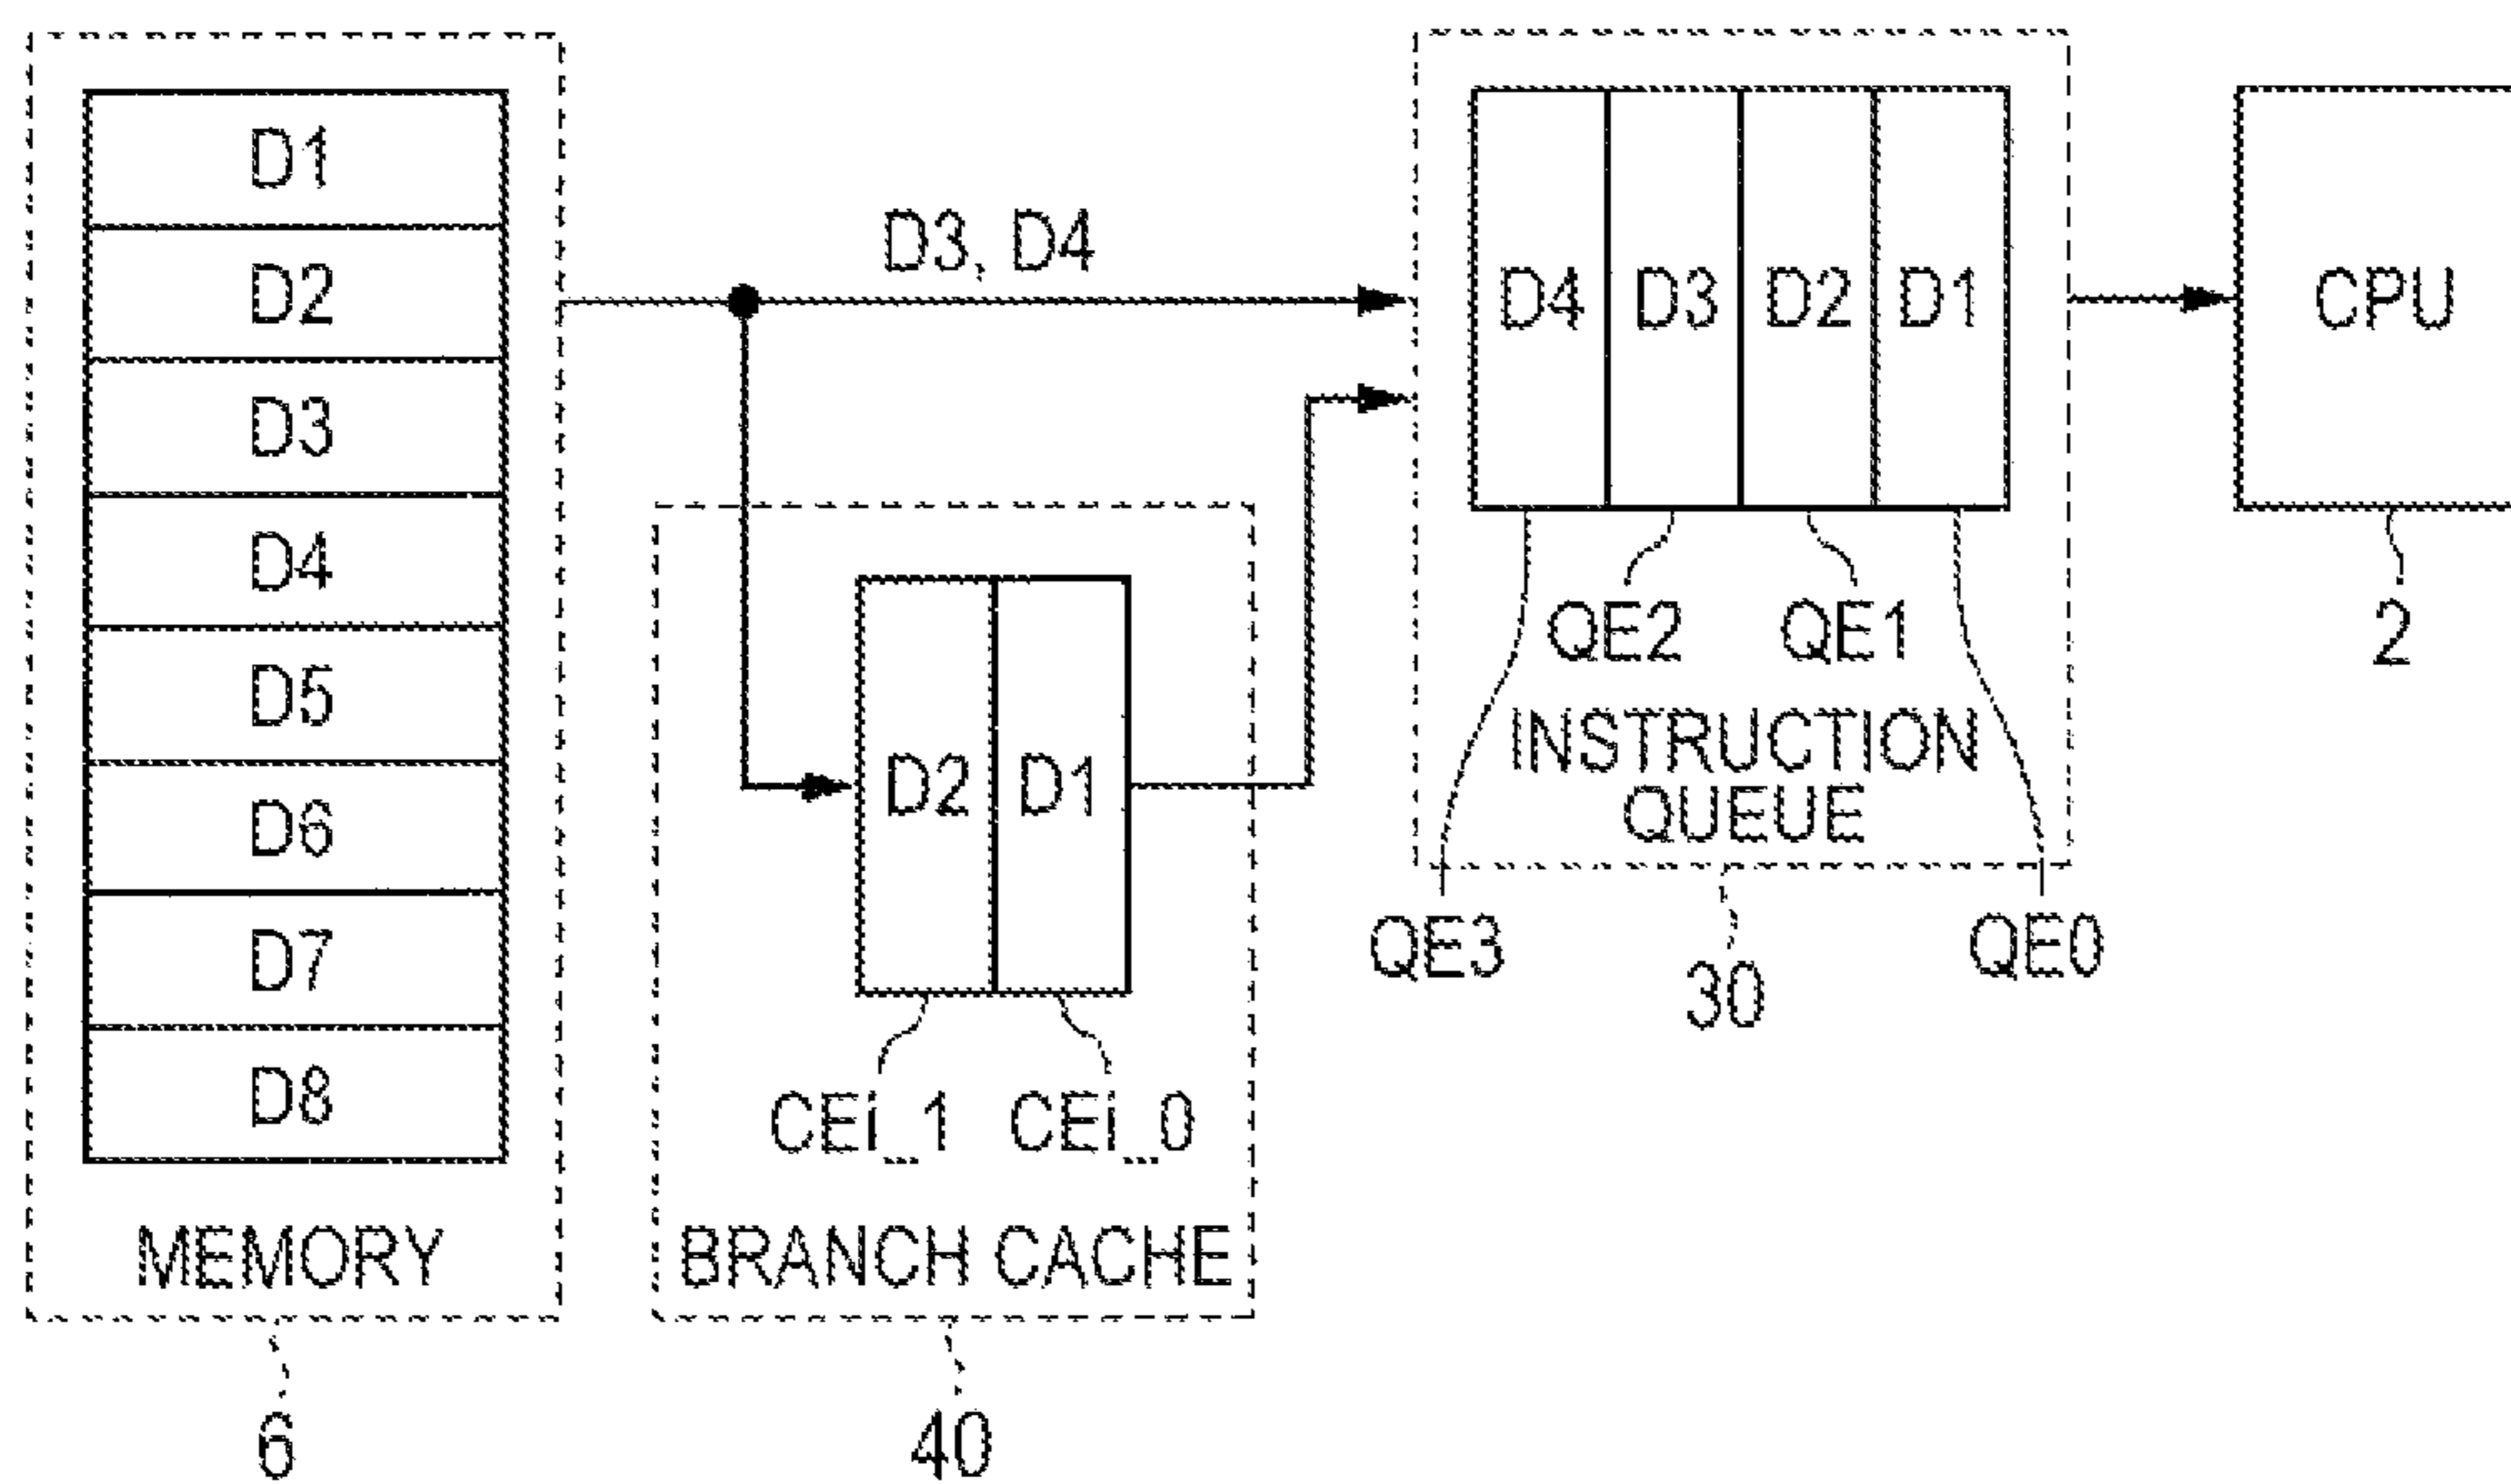 D1
D2
D3
D4
D5
D6
D7
D8
MEMORY
6
D3, D4
D2 D1
CEi_1 CEi_0
BRANCH CACHE
40
D4 D3 D2 D1
QE2 QE1
INSTRUCTION
QUEUE
QE3 30 QE0
CPU
2